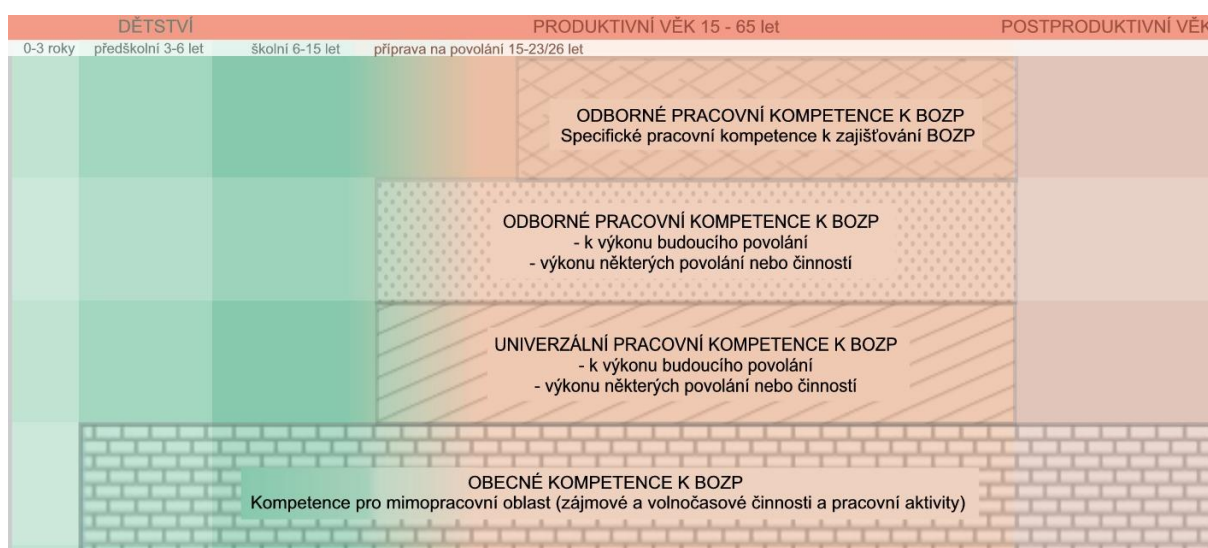 DĚTSTVÍ PRODUKTIVNÍ VĚK 15 - 65 let POSTPRODUKTIVNÍ VĚK
0-3 roky předškolní 3-6 let školní 6-15 let příprava na povolání 15-23/26 let
ODBORNÉ PRACOVNÍ KOMPETENCE K BOZP
Specifické pracovní kompetence k zajišťování BOZP
ODBORNÉ PRACOVNÍ KOMPETENCE K BOZP
- k výkonu budoucího povolání
- výkonu některých povolání nebo činností
UNIVERZÁLNÍ PRACOVNÍ KOMPETENCE K BOZP
- k výkonu budoucího povolání
- výkonu některých povolání nebo činností
OBECNÉ KOMPETENCE K BOZP
Kompetence pro mimopracovní oblast (zájmové a volnočasové činnosti a pracovní aktivity)